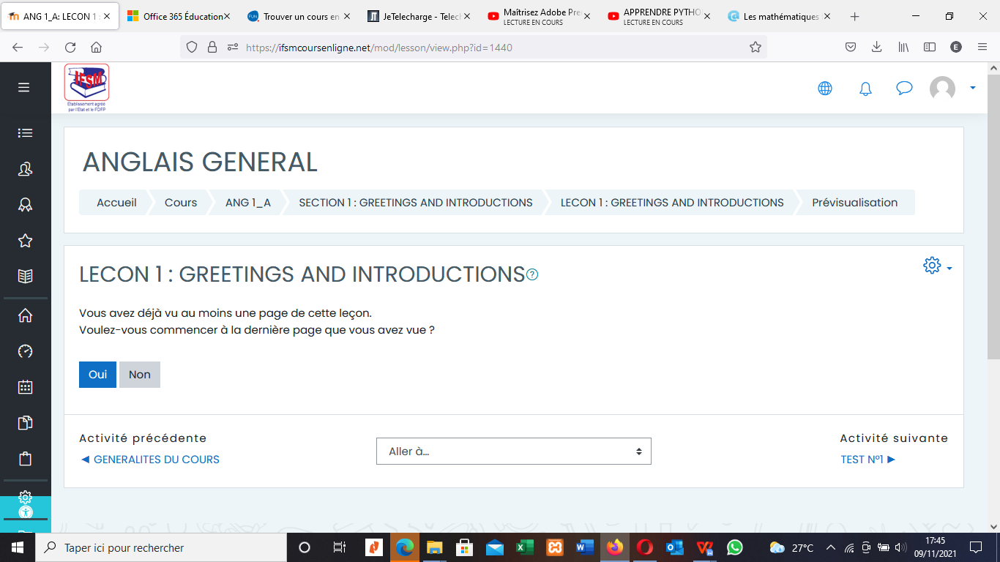 ANG 1_A: LECON 1 :
Office 365 Éducation
FUN
Trouver un cours en
JT
JeTelecharge - Telech
Maîtrisez Adobe Pre
LECTURE EN COURS
APPRENDRE PYTHO
LECTURE EN COURS
Les mathématiques
https://ifsmcoursenligne.net/mod/lesson/view.php?id=1440
E
IFSM
Etablissement agréé
par l'Etat et le FDFP
ANGLAIS GENERAL
Accueil
Cours
ANG 1_A
SECTION 1 : GREETINGS AND INTRODUCTIONS
LECON 1 : GREETINGS AND INTRODUCTIONS
Prévisualisation
LECON 1 : GREETINGS AND INTRODUCTIONS
Vous avez déjà vu au moins une page de cette leçon.
Voulez-vous commencer à la dernière page que vous avez vue ?
Oui
Non
Activité précédente
◄ GENERALITES DU COURS
Aller à…
Activité suivante
TEST N°1 ►
Taper ici pour rechercher
27°C
17:45
09/11/2021